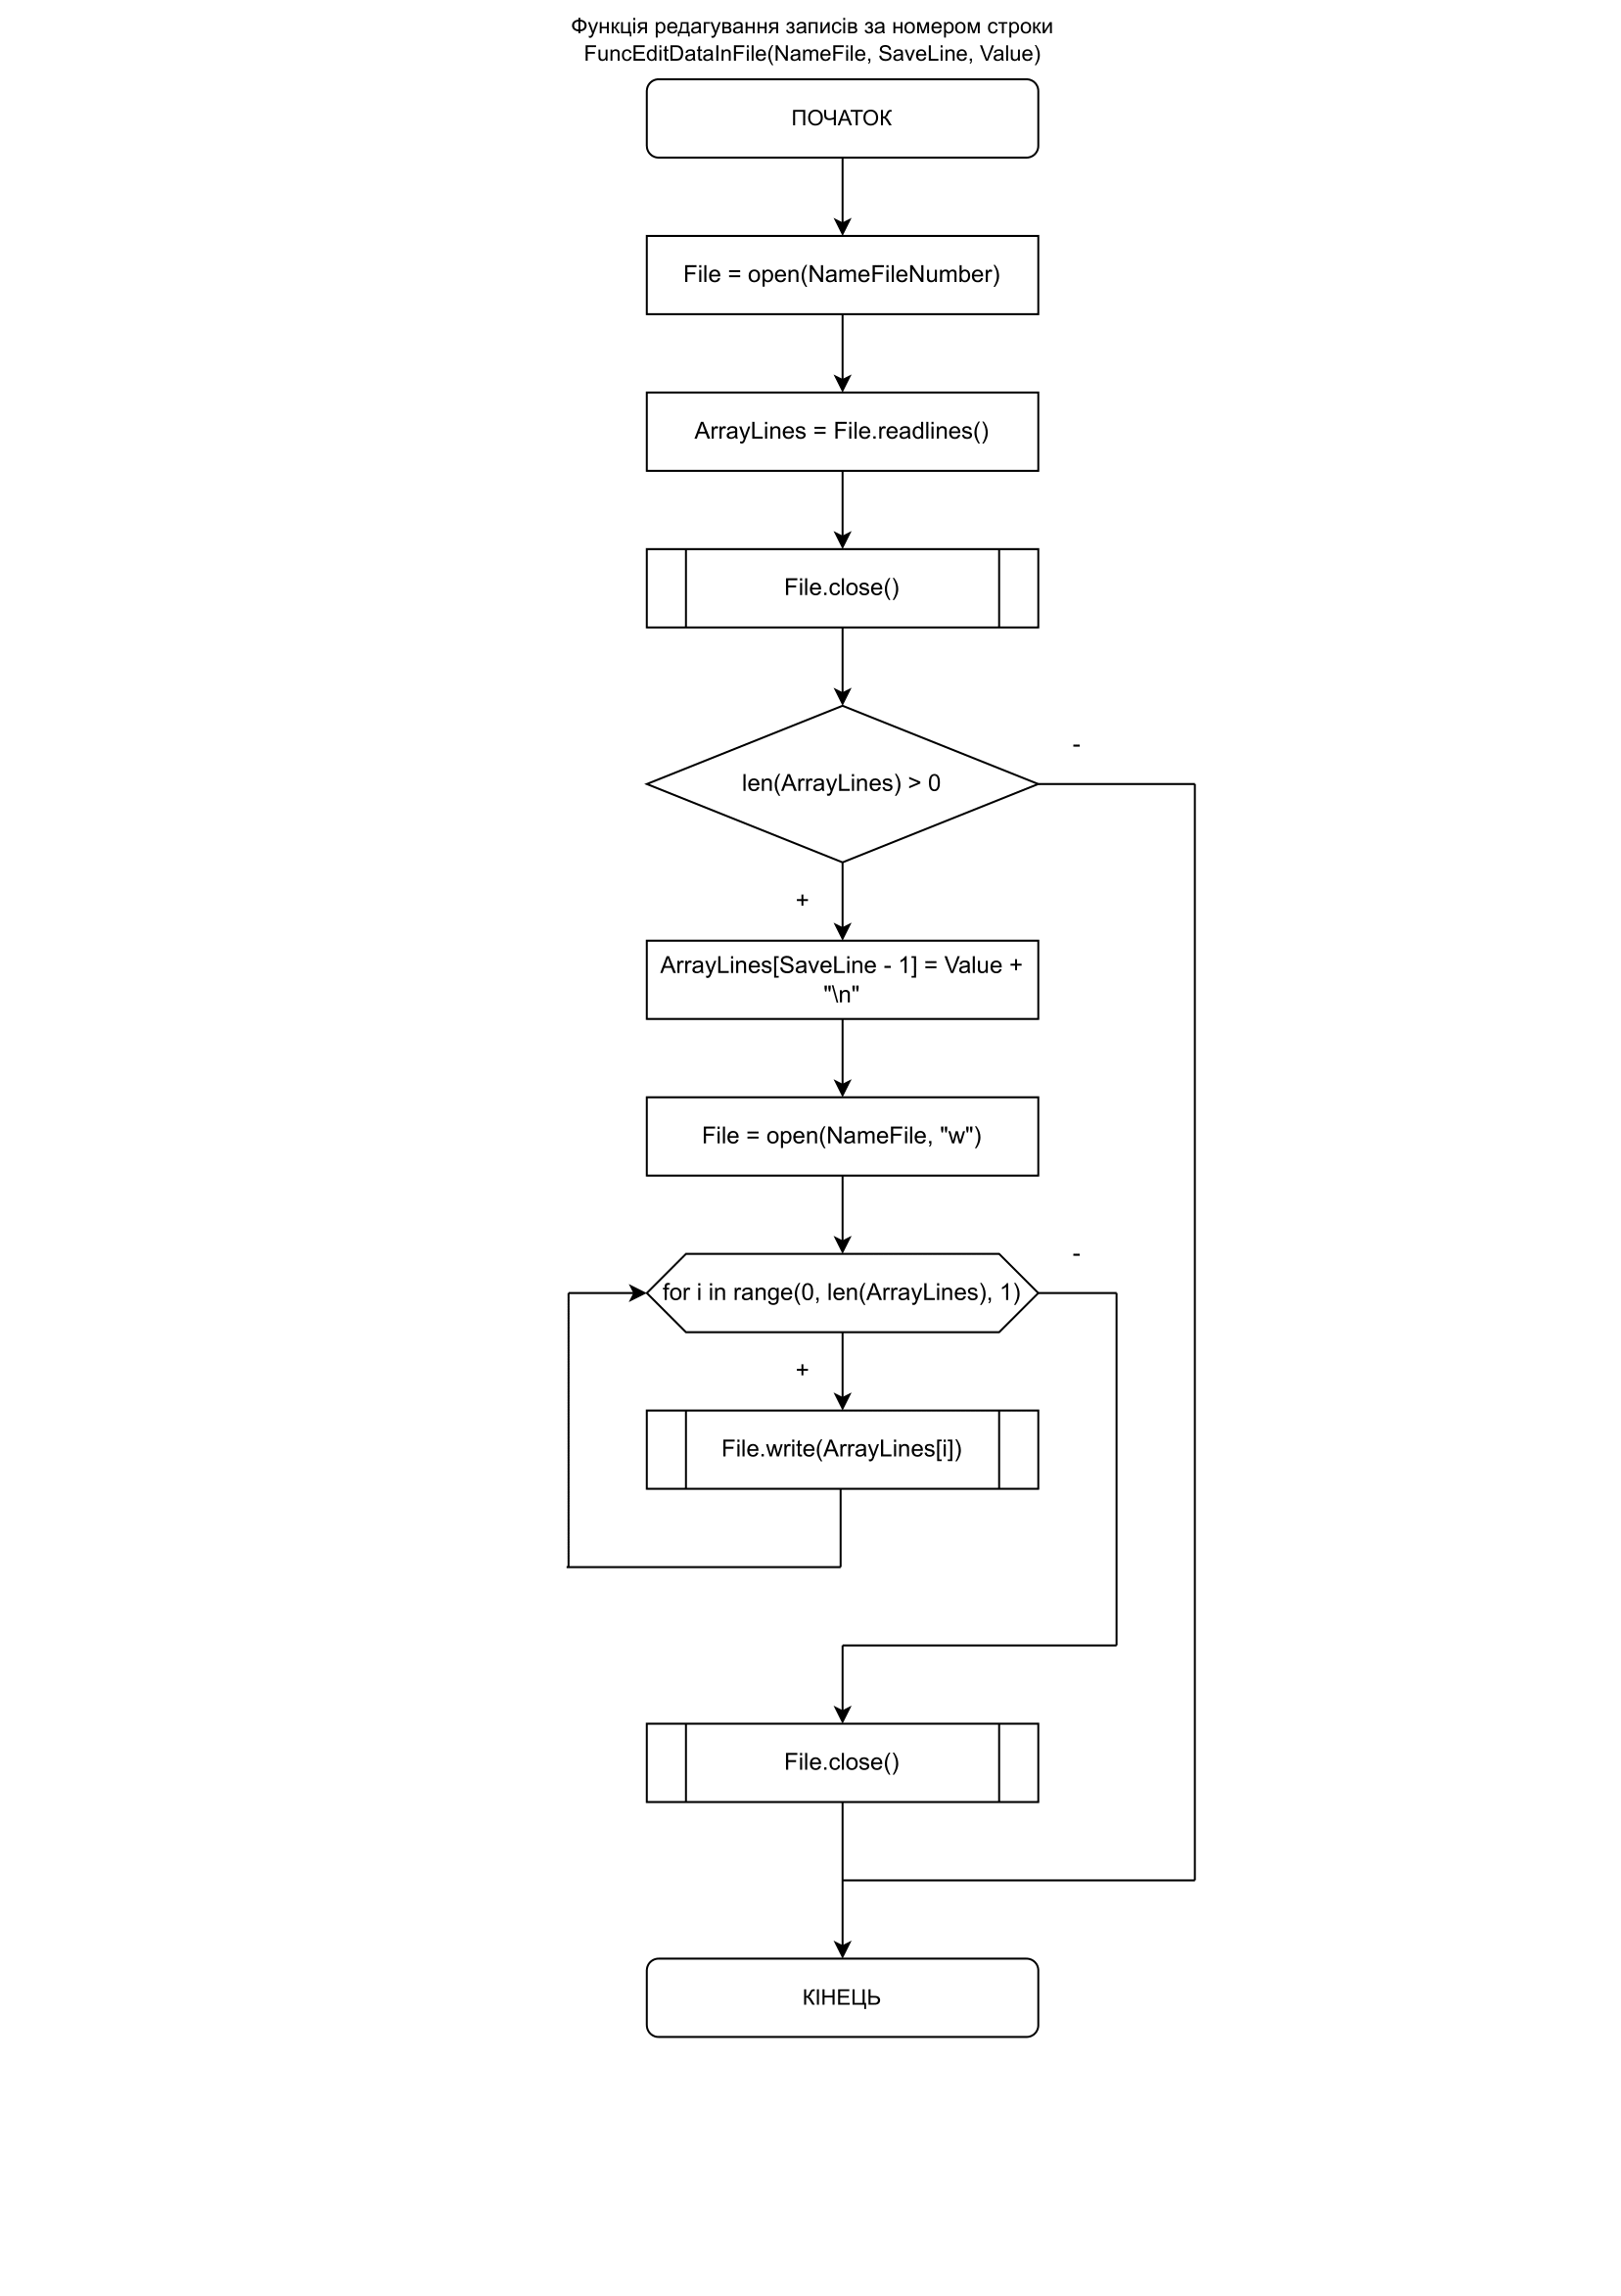 Функція редагування записів за номером строки
FuncEditDataInFile(NameFile, SaveLine, Value)
ПОЧАТОК
File = open(NameFileNumber)
ArrayLines = File.readlines()
File.close()
len(ArrayLines) > 0
-
+
ArrayLines[SaveLine - 1] = Value +
"\n"
File = open(NameFile, "w")
-
for i in range(0, len(ArrayLines), 1)
+
File.write(ArrayLines[i])
File.close()
КІНЕЦЬ